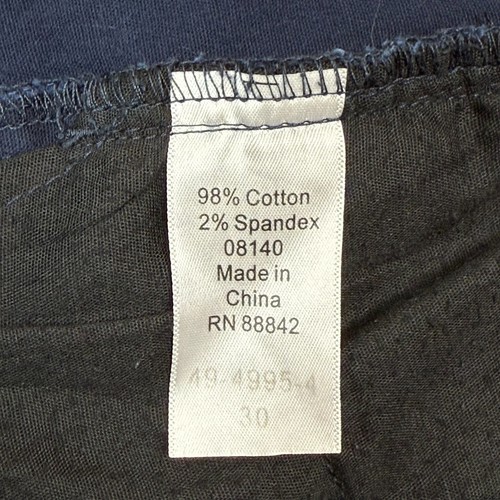 98% Cotton
2% Spandex
08140
Made in
China
RN 88842
49-4995-4
30